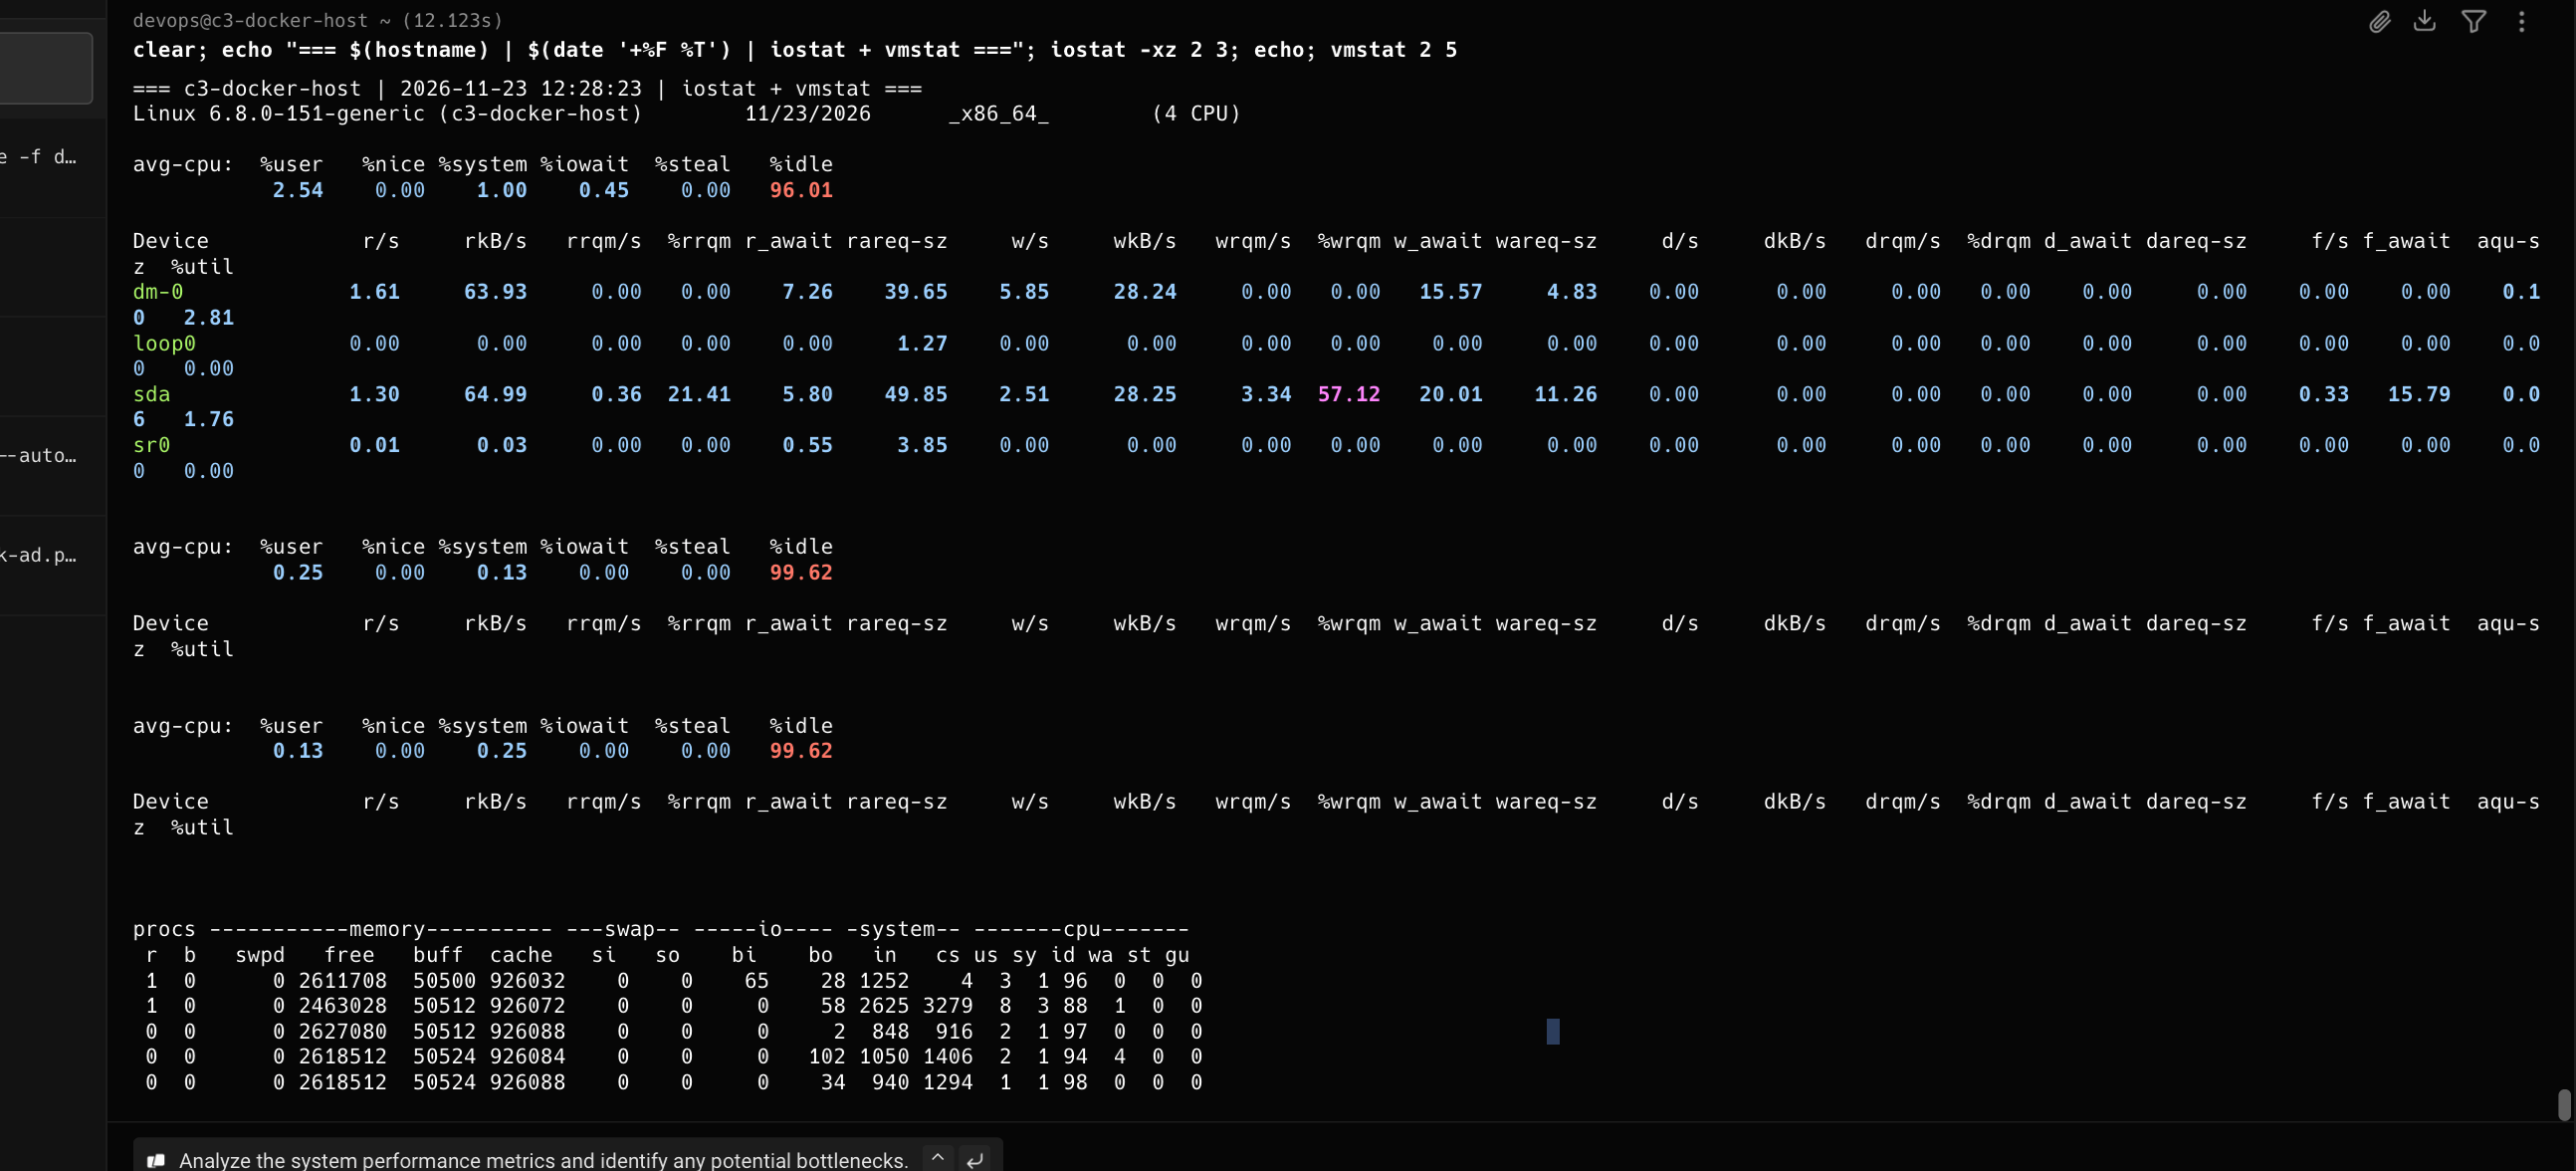 devops@c3-docker-host ~ (12.123s)
clear; echo "=== $(hostname) | $(date '+%F %T') | iostat + vmstat ==="; iostat -xz 2 3; echo; vmstat 2 5
=== c3-docker-host | 2026-11-23 12:28:23 | iostat + vmstat ===
Linux 6.8.0-151-generic (c3-docker-host) 11/23/2026 _x86_64_ (4 CPU)
e -f d…
avg-cpu: %user %nice %system %iowait %steal %idle
2.54 0.00 1.00 0.45 0.00 96.01
Device r/s rkB/s rrqm/s %rrqm r_await rareq-sz w/s wkB/s wrqm/s %wrqm w_await wareq-sz d/s dkB/s drqm/s %drqm d_await dareq-sz f/s f_await aqu-s
z %util
dm-0 1.61 63.93 0.00 0.00 7.26 39.65 5.85 28.24 0.00 0.00 15.57 4.83 0.00 0.00 0.00 0.00 0.00 0.00 0.00 0.00 0.1
0 2.81
loop0 0.00 0.00 0.00 0.00 0.00 1.27 0.00 0.00 0.00 0.00 0.00 0.00 0.00 0.00 0.00 0.00 0.00 0.00 0.00 0.00 0.0
0 0.00
sda 1.30 64.99 0.36 21.41 5.80 49.85 2.51 28.25 3.34 57.12 20.01 11.26 0.00 0.00 0.00 0.00 0.00 0.00 0.33 15.79 0.0
6 1.76
sr0 0.01 0.03 0.00 0.00 0.55 3.85 0.00 0.00 0.00 0.00 0.00 0.00 0.00 0.00 0.00 0.00 0.00 0.00 0.00 0.00 0.0
--auto…
0 0.00
avg-cpu: %user %nice %system %iowait %steal %idle
k-ad.p…
0.25 0.00 0.13 0.00 0.00 99.62
Device r/s rkB/s rrqm/s %rrqm r_await rareq-sz w/s wkB/s wrqm/s %wrqm w_await wareq-sz d/s dkB/s drqm/s %drqm d_await dareq-sz f/s f_await aqu-s
z %util
avg-cpu: %user %nice %system %iowait %steal %idle
0.13 0.00 0.25 0.00 0.00 99.62
Device r/s rkB/s rrqm/s %rrqm r_await rareq-sz w/s wkB/s wrqm/s %wrqm w_await wareq-sz d/s dkB/s drqm/s %drqm d_await dareq-sz f/s f_await aqu-s
z %util
procs -----------memory---------- ---swap-- -----io---- -system-- -------cpu-------
r b swpd free buff cache si so bi bo in cs us sy id wa st gu
1 0 0 2611708 50500 926032 0 0 65 28 1252 4 3 1 96 0 0 0
1 0 0 2463028 50512 926072 0 0 0 58 2625 3279 8 3 88 1 0 0
0 0 0 2627080 50512 926088 0 0 0 2 848 916 2 1 97 0 0 0
0 0 0 2618512 50524 926084 0 0 0 102 1050 1406 2 1 94 4 0 0
0 0 0 2618512 50524 926088 0 0 0 34 940 1294 1 1 98 0 0 0
Analyze the system performance metrics and identify any potential bottlenecks.